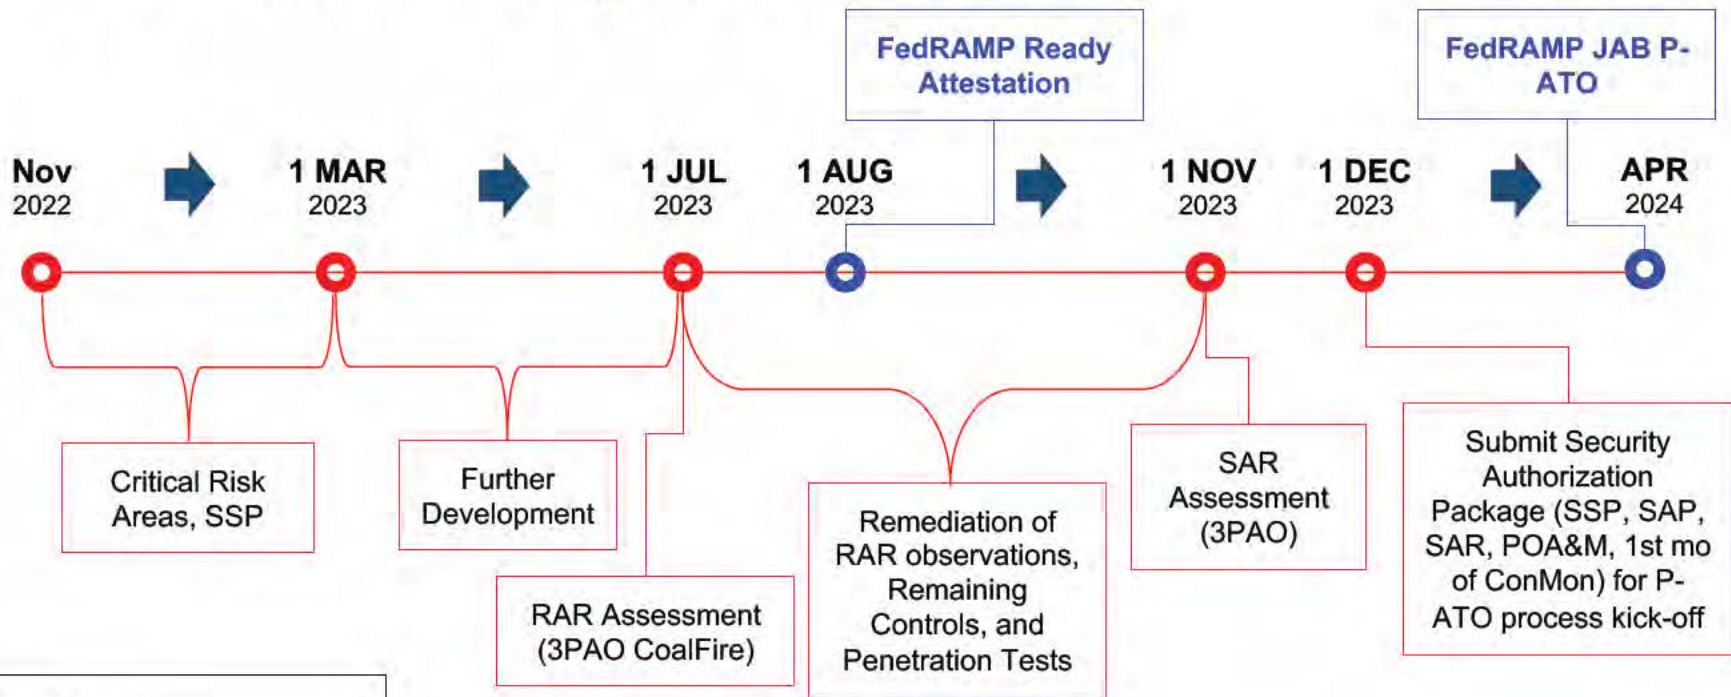 FedRAMP Ready
Attestation
FedRAMP JAB P-
ATO
Nov
2022
1 MAR
2023
1 JUL
2023
1 AUG
2023
1 NOV
2023
1 DEC
2023
APR
2024
Critical Risk
Areas, SSP
Further
Development
RAR Assessment
(3PAO CoalFire)
Remediation of
RAR observations,
Remaining
Controls, and
Penetration Tests
SAR
Assessment
(3PAO)
Submit Security
Authorization
Package (SSP, SAP,
SAR, POA&M, 1st mo
of ConMon) for P-
ATO process kick-off